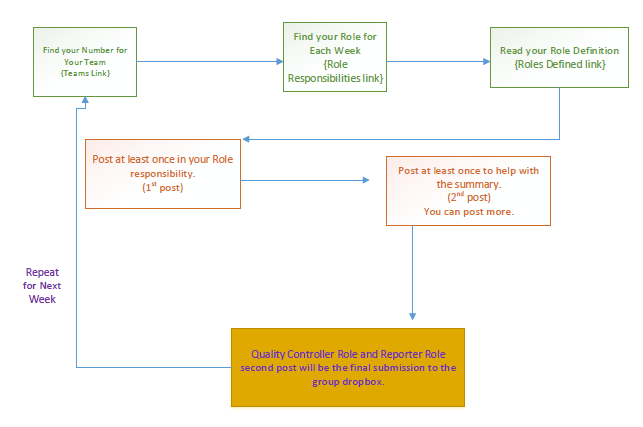 Find your Number for
Your Team
{Teams Link}
Find your Role for
Each Week
{Role
Responsibilities link}
Read your Role Definition
{Roles Defined link}
Post at least once in your Role
responsibility.
(1st post)
Post at least once to help with
the summary.
(2nd post)
You can post more.
Repeat
for Next
Week
Quality Controller Role and Reporter Role
second post will be the final submission to the
group dropbox.